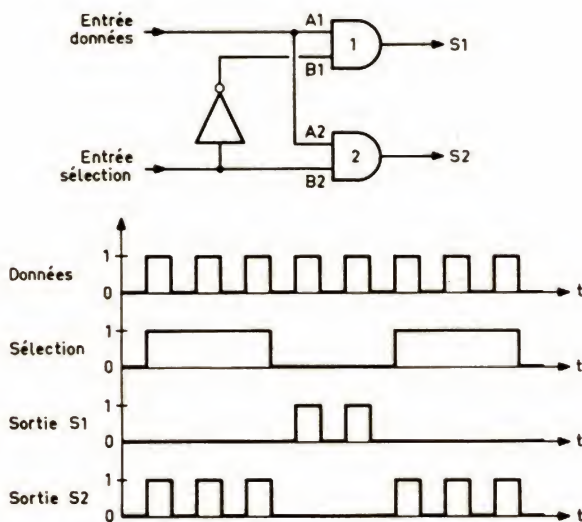 Entrée
données
A1
1
S1
B1
A2
Entrée
sélection
2
S2
B2
1
Données
0
t
1
Sélection
0
t
1
Sortie S1
0
t
1
Sortie S2
0
t